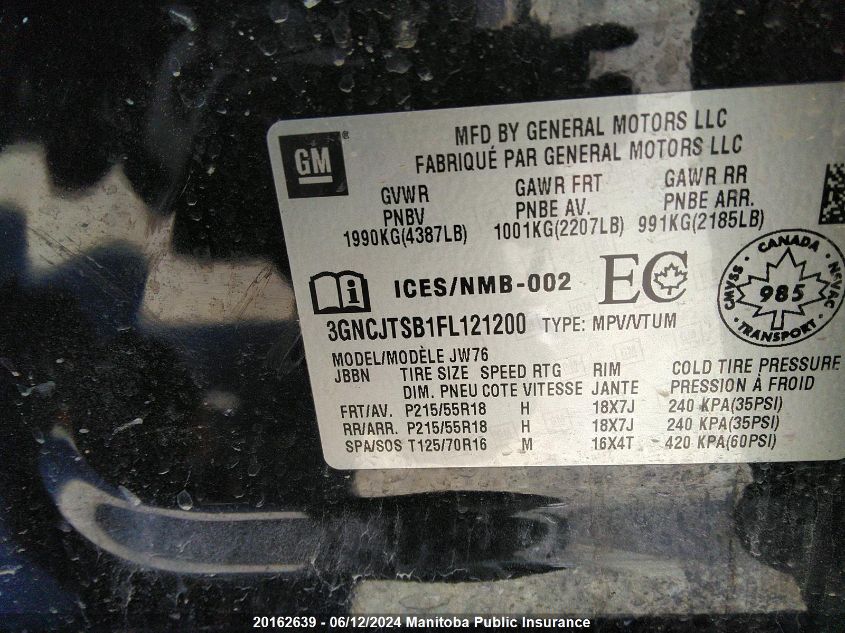 GM
MFD BY GENERAL MOTORS LLC
FABRIQUÉ PAR GENERAL MOTORS LLC
GVWR GAWR FRT GAWR RR
PNBV PNBE AV. PNBE ARR.
1990KG(4387LB) 1001KG(2207LB) 991KG(2185LB)
ICES/NMB-002 EC
CANADA NSVAC TRANSPORT CMVSS
985
3GNCJTSB1FL121200 TYPE: MPV/VTUM
MODEL/MODÈLE JW76
JBBN TIRE SIZE SPEED RTG RIM COLD TIRE PRESSURE
DIM. PNEU COTE VITESSE JANTE PRESSION À FROID
FRT/AV. P215/55R18 H 18X7J 240 KPA(35PSI)
RR/ARR. P215/55R18 H 18X7J 240 KPA(35PSI)
SPA/SOS T125/70R16 M 16X4T 420 KPA(60PSI)
20162639 - 06/12/2024 Manitoba Public Insurance